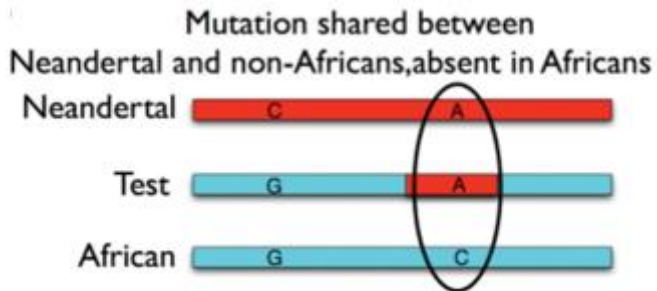 Mutation shared between
Neandertal and non-Africans,absent in Africans
Neandertal C A
Test G A
African G C